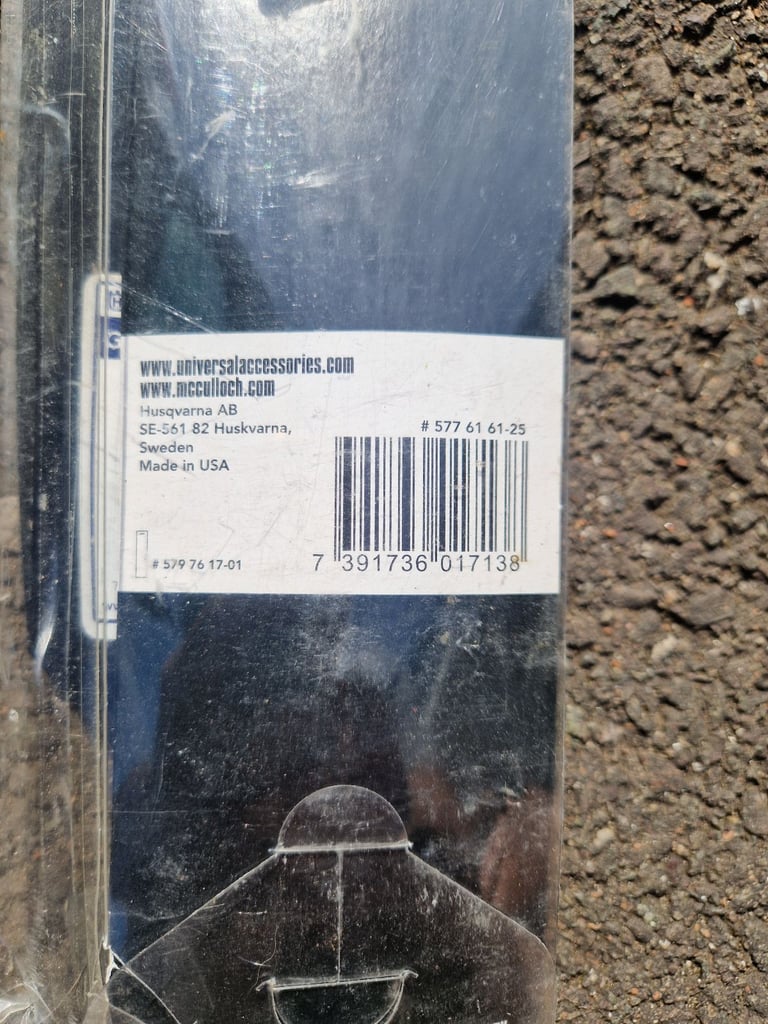 www.universalaccessories.com
www.mcculloch.com
Husqvarna AB
SE-561 82 Huskvarna,
Sweden
Made in USA
# 577 61 61-25
# 579 76 17-01
7 391736 017138